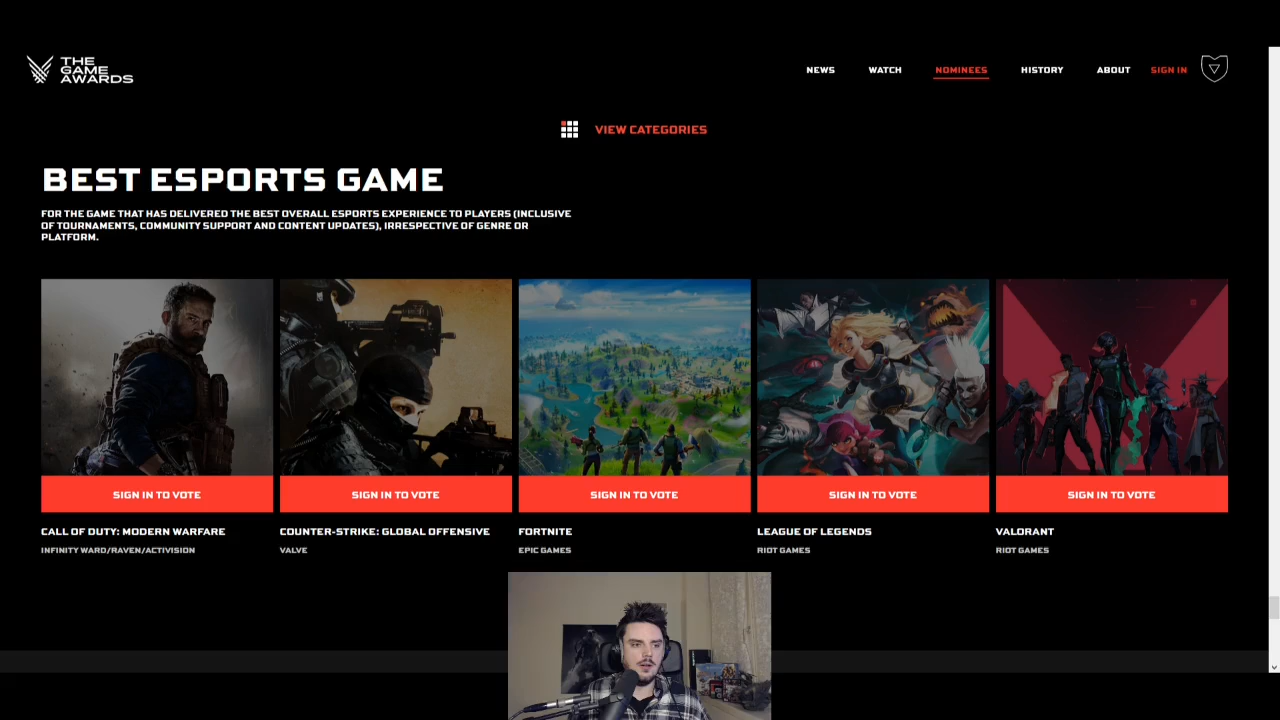 THE
GAME
AWARDS
NEWS WATCH NOMINEES HISTORY ABOUT SIGN IN
VIEW CATEGORIES
BEST ESPORTS GAME
FOR THE GAME THAT HAS DELIVERED THE BEST OVERALL ESPORTS EXPERIENCE TO PLAYERS (INCLUSIVE
OF TOURNAMENTS, COMMUNITY SUPPORT AND CONTENT UPDATES), IRRESPECTIVE OF GENRE OR
PLATFORM.
SIGN IN TO VOTE SIGN IN TO VOTE SIGN IN TO VOTE SIGN IN TO VOTE SIGN IN TO VOTE
CALL OF DUTY: MODERN WARFARE COUNTER-STRIKE: GLOBAL OFFENSIVE FORTNITE LEAGUE OF LEGENDS VALORANT
INFINITY WARD/RAVEN/ACTIVISION VALVE EPIC GAMES RIOT GAMES RIOT GAMES